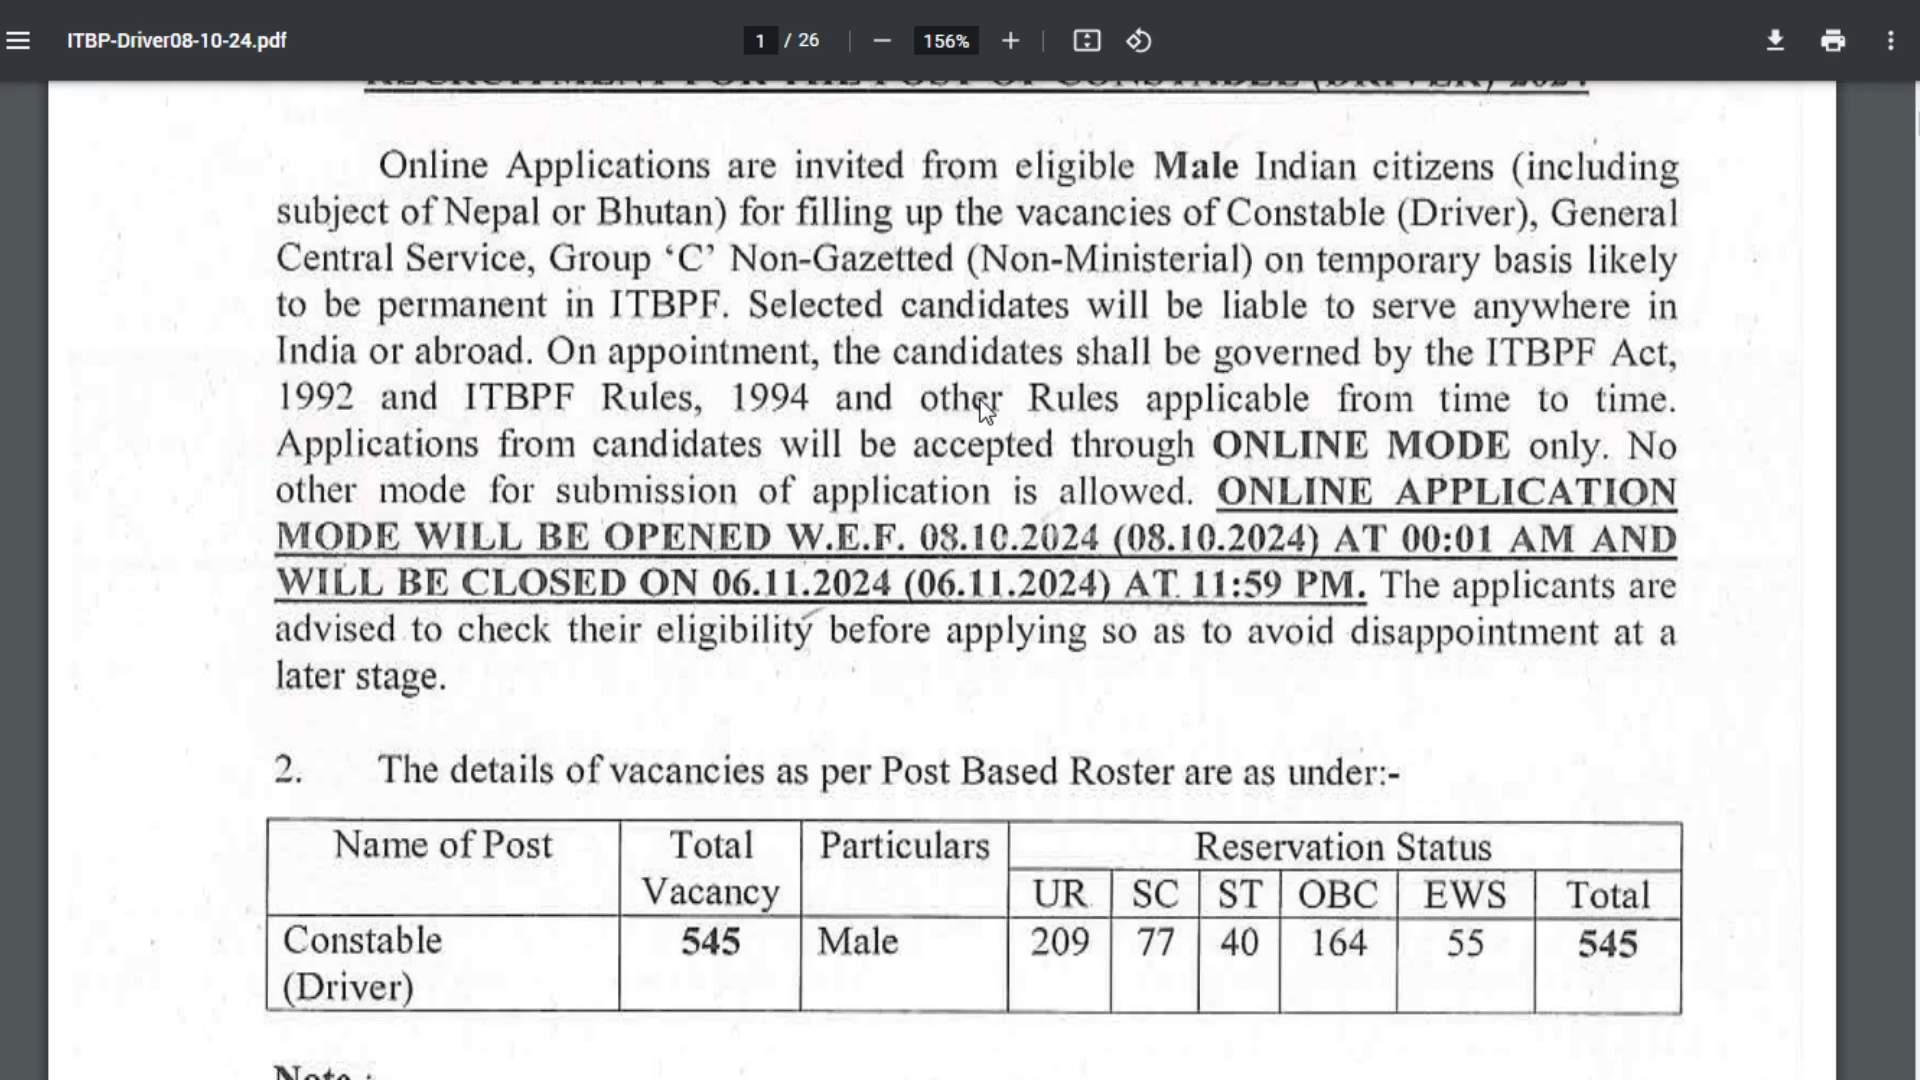 ITBP-Driver08-10-24.pdf
1 / 26
156%
RECRUITMENT FOR THE POST OF CONSTABLE (DRIVER) 2024
Online Applications are invited from eligible Male Indian citizens (including
subject of Nepal or Bhutan) for filling up the vacancies of Constable (Driver), General
Central Service, Group ‘C’ Non-Gazetted (Non-Ministerial) on temporary basis likely
to be permanent in ITBPF. Selected candidates will be liable to serve anywhere in
India or abroad. On appointment, the candidates shall be governed by the ITBPF Act,
1992 and ITBPF Rules, 1994 and other Rules applicable from time to time.
Applications from candidates will be accepted through ONLINE MODE only. No
other mode for submission of application is allowed. ONLINE APPLICATION
MODE WILL BE OPENED W.E.F. 08.10.2024 (08.10.2024) AT 00:01 AM AND
WILL BE CLOSED ON 06.11.2024 (06.11.2024) AT 11:59 PM. The applicants are
advised to check their eligibility before applying so as to avoid disappointment at a
later stage.
2. The details of vacancies as per Post Based Roster are as under:-
Name of Post Total Particulars Reservation Status
Vacancy UR SC ST OBC EWS Total
Constable 545 Male 209 77 40 164 55 545
(Driver)
Note :